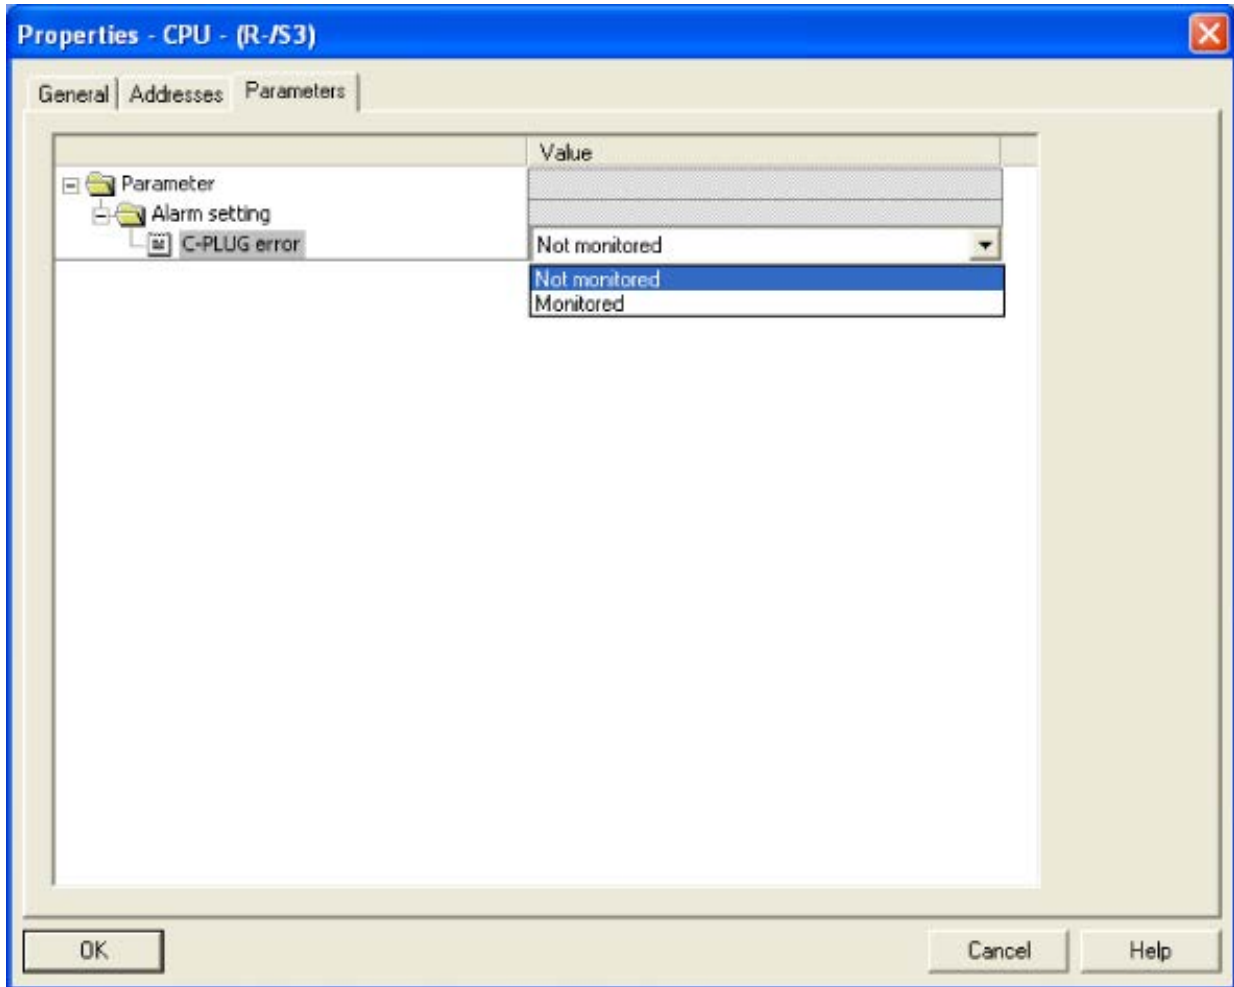 Properties - CPU - (R-/S3)
General Addresses Parameters
Value
Parameter
Alarm setting
C-PLUG error Not monitored
Not monitored
Monitored
OK Cancel Help